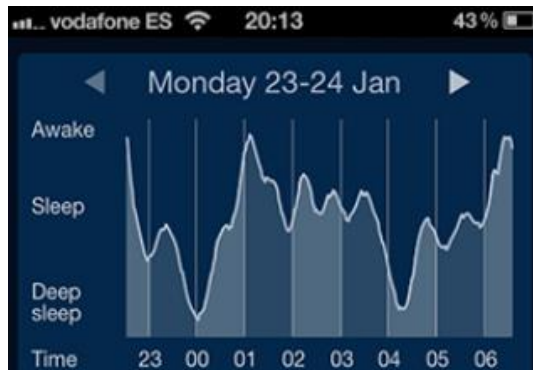 vodafone ES 20:13 43%
Monday 23-24 Jan
Awake
Sleep
Deep
sleep
Time 23 00 01 02 03 04 05 06